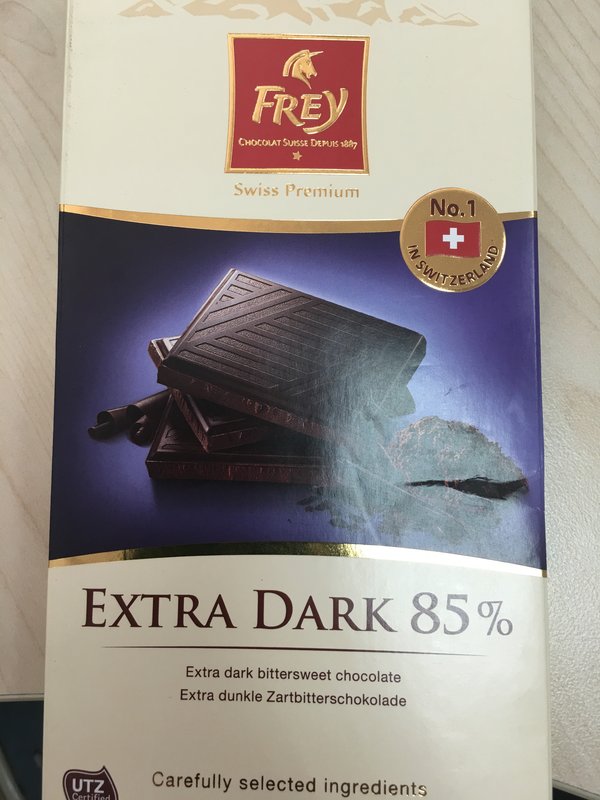 FREY
CHOCOLAT SUISSE DEPUIS 1887
Swiss Premium
No.1
IN SWITZERLAND
EXTRA DARK 85%
Extra dark bittersweet chocolate
Extra dunkle Zartbitterschokolade
UTZ
Certified
Carefully selected ingredients